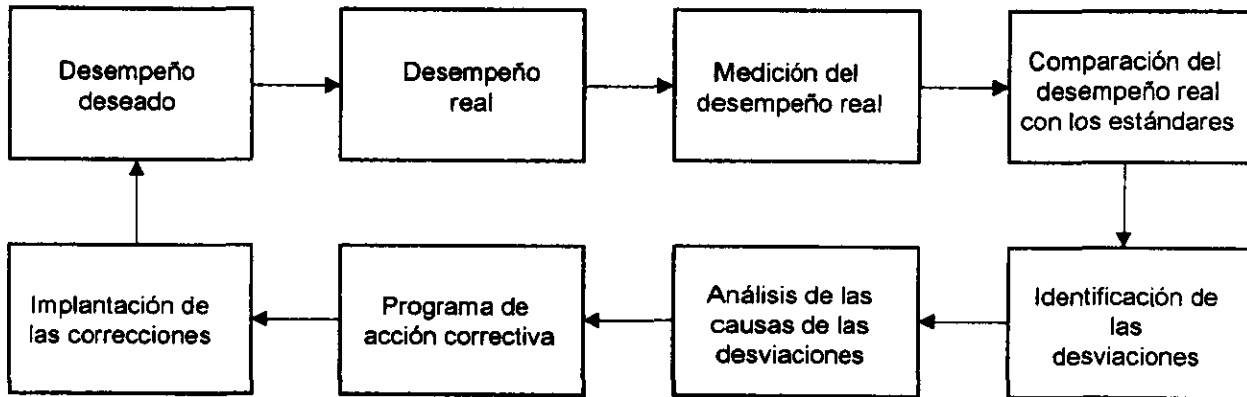 Desempeño
deseado
Desempeño
real
Medición del
desempeño real
Comparación del
desempeño real
con los estándares
Identificación de
las
desviaciones
Análisis de las
causas de las
desviaciones
Programa de
acción correctiva
Implantación de
las correcciones